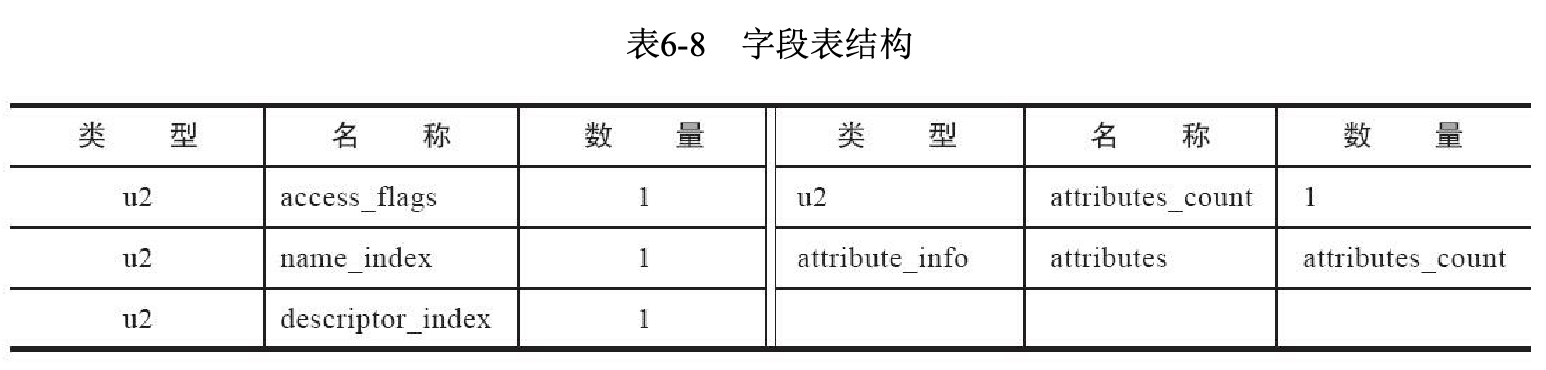 表6-8 字段表结构
类 型 名 称 数 量 类 型 名 称 数 量
u2 access_flags 1 u2 attributes_count 1
u2 name_index 1 attribute_info attributes attributes_count
u2 descriptor_index 1